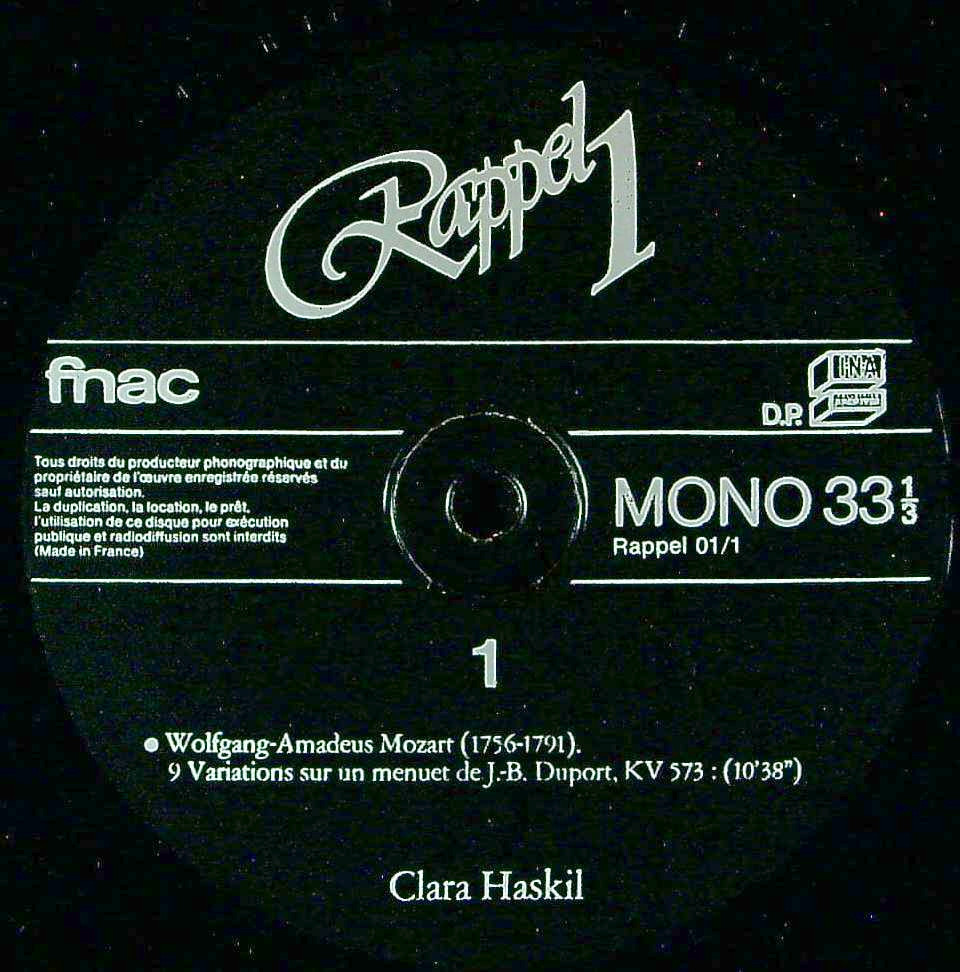 Rappel 1
fnac
INA
D.P.
Tous droits du producteur phonographique et du
propriétaire de l'œuvre enregistrée réservés
sauf autorisation.
La duplication, la location, le prêt,
l'utilisation de ce disque pour exécution
publique et radiodiffusion sont interdits
(Made in France)
MONO 33 1/3
Rappel 01/1
1
• Wolfgang-Amadeus Mozart (1756-1791).
9 Variations sur un menuet de J.-B. Duport, KV 573 : (10'38")
Clara Haskil